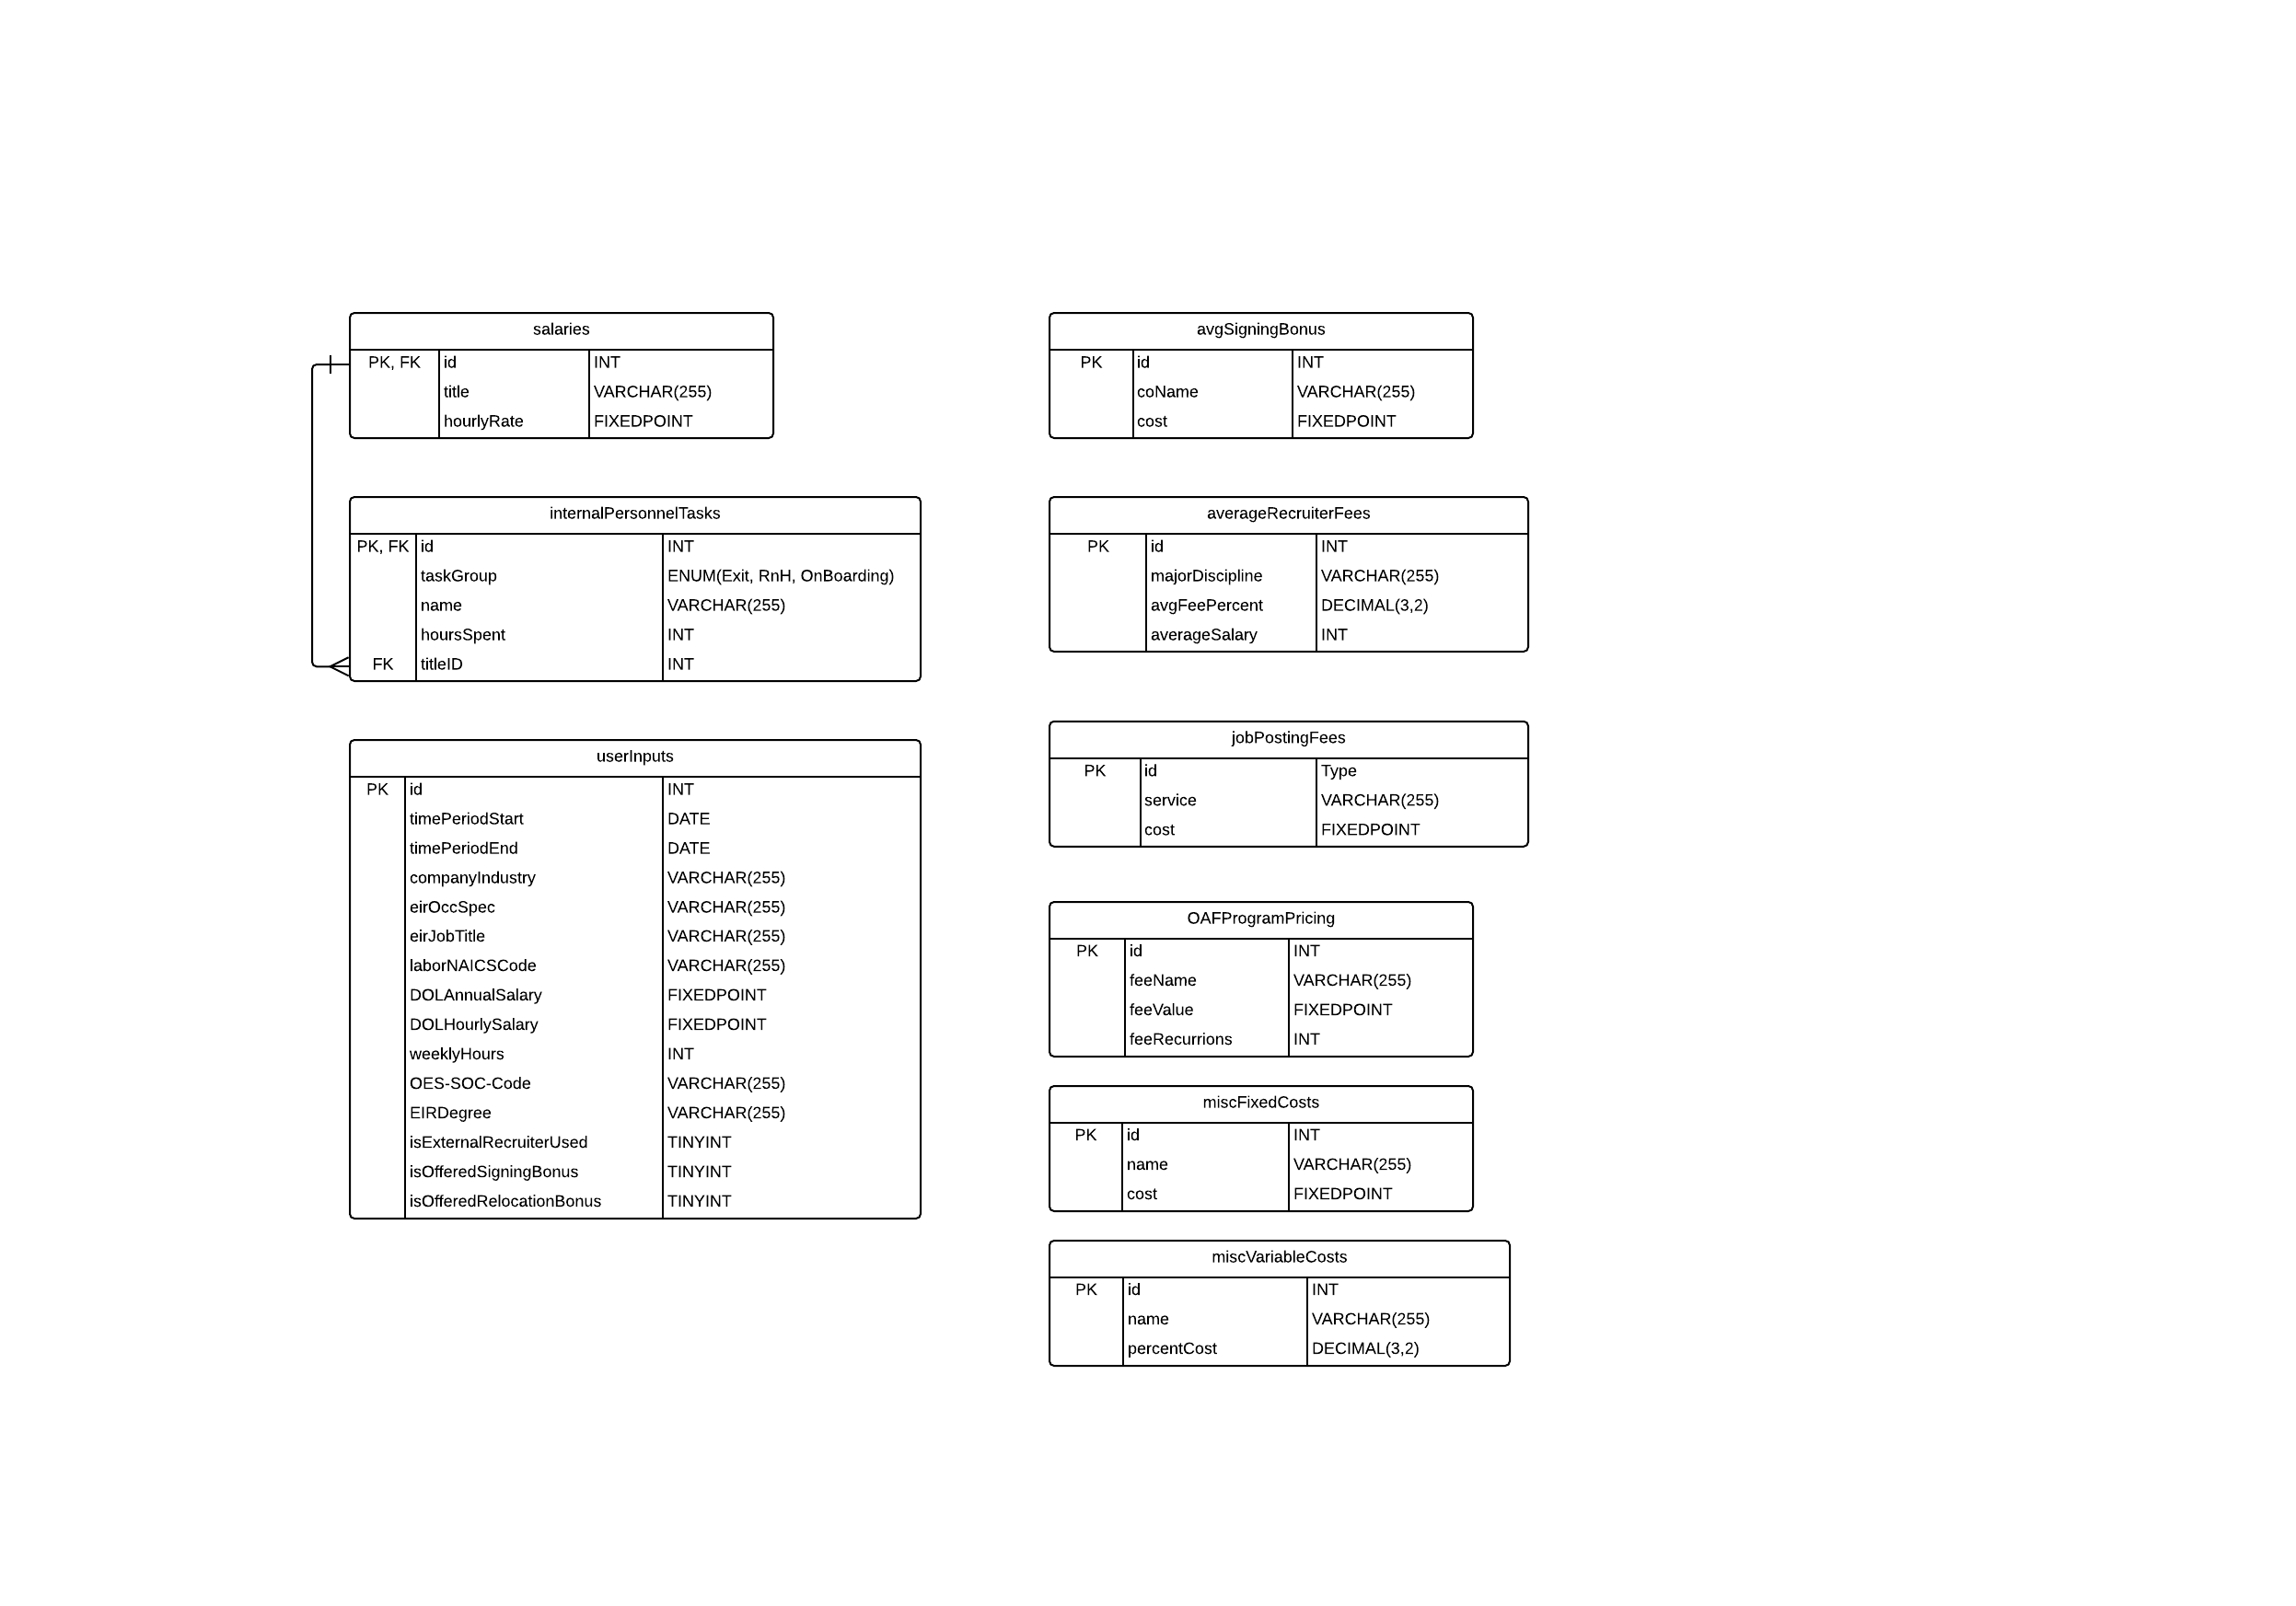 salaries
PK, FK id INT
title VARCHAR(255)
hourlyRate FIXEDPOINT
internalPersonnelTasks
PK, FK id INT
taskGroup ENUM(Exit, RnH, OnBoarding)
name VARCHAR(255)
hoursSpent INT
FK titleID INT
userInputs
PK id INT
timePeriodStart DATE
timePeriodEnd DATE
companyIndustry VARCHAR(255)
eirOccSpec VARCHAR(255)
eirJobTitle VARCHAR(255)
laborNAICSCode VARCHAR(255)
DOLAnnualSalary FIXEDPOINT
DOLHourlySalary FIXEDPOINT
weeklyHours INT
OES-SOC-Code VARCHAR(255)
EIRDegree VARCHAR(255)
isExternalRecruiterUsed TINYINT
isOfferedSigningBonus TINYINT
isOfferedRelocationBonus TINYINT
avgSigningBonus
PK id INT
coName VARCHAR(255)
cost FIXEDPOINT
averageRecruiterFees
PK id INT
majorDiscipline VARCHAR(255)
avgFeePercent DECIMAL(3,2)
averageSalary INT
jobPostingFees
PK id Type
service VARCHAR(255)
cost FIXEDPOINT
OAFProgramPricing
PK id INT
feeName VARCHAR(255)
feeValue FIXEDPOINT
feeRecurrions INT
miscFixedCosts
PK id INT
name VARCHAR(255)
cost FIXEDPOINT
miscVariableCosts
PK id INT
name VARCHAR(255)
percentCost DECIMAL(3,2)